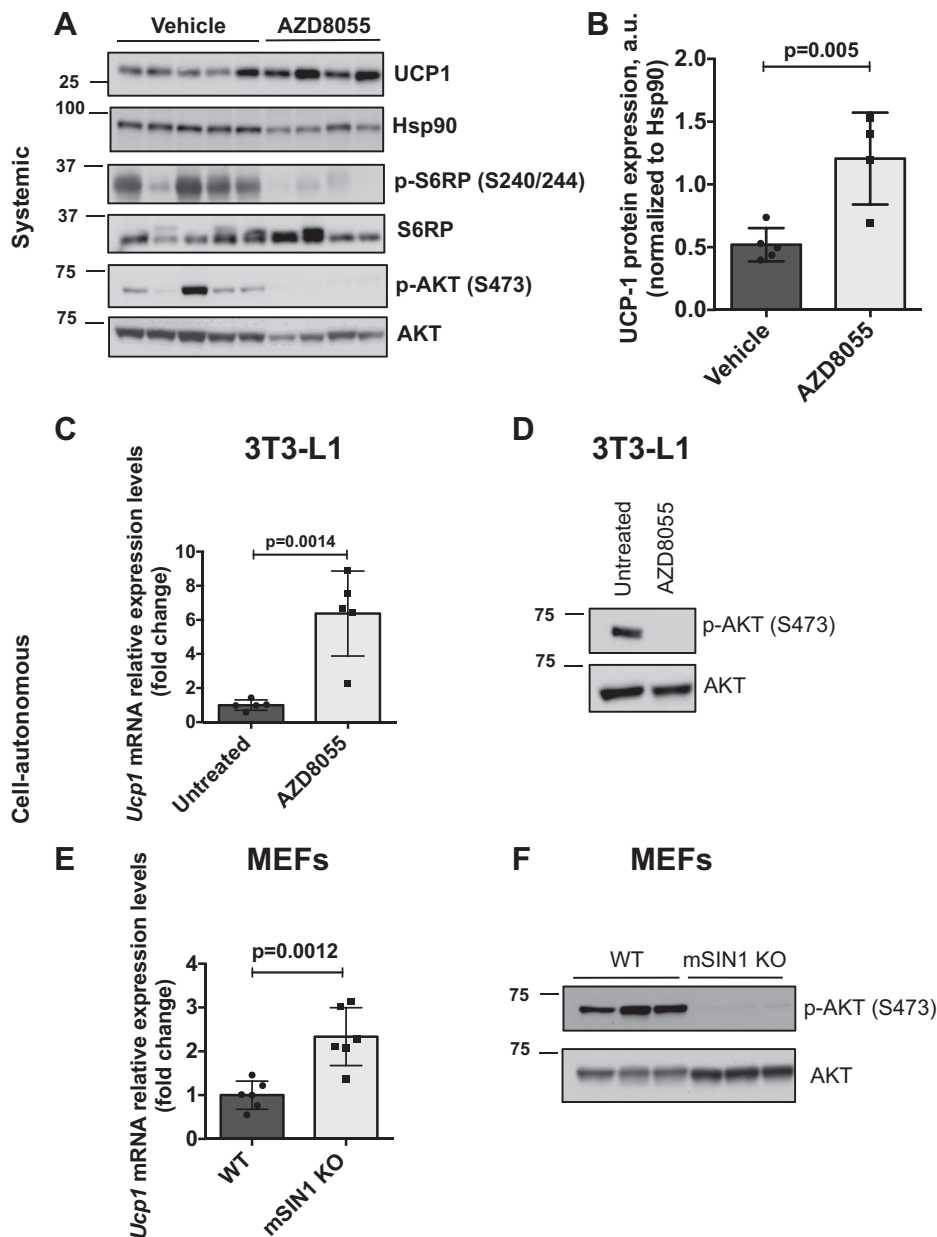 A
Vehicle
AZD8055
25
UCP1
100
Hsp90
37
p-S6RP (S240/244)
37
S6RP
75
p-AKT (S473)
75
AKT
Systemic
B
UCP-1 protein expression, a.u.
(normalized to Hsp90)
p=0.005
2.0
1.5
1.0
0.5
0.0
Vehicle
AZD8055
C
3T3-L1
Ucp1 mRNA relative expression levels
(fold change)
p=0.0014
10
8
6
4
2
0
Untreated
AZD8055
D
3T3-L1
Untreated
AZD8055
75
p-AKT (S473)
75
AKT
Cell-autonomous
E
MEFs
Ucp1 mRNA relative expression levels
(fold change)
p=0.0012
4
3
2
1
0
WT
mSIN1 KO
F
MEFs
WT
mSIN1 KO
75
p-AKT (S473)
75
AKT